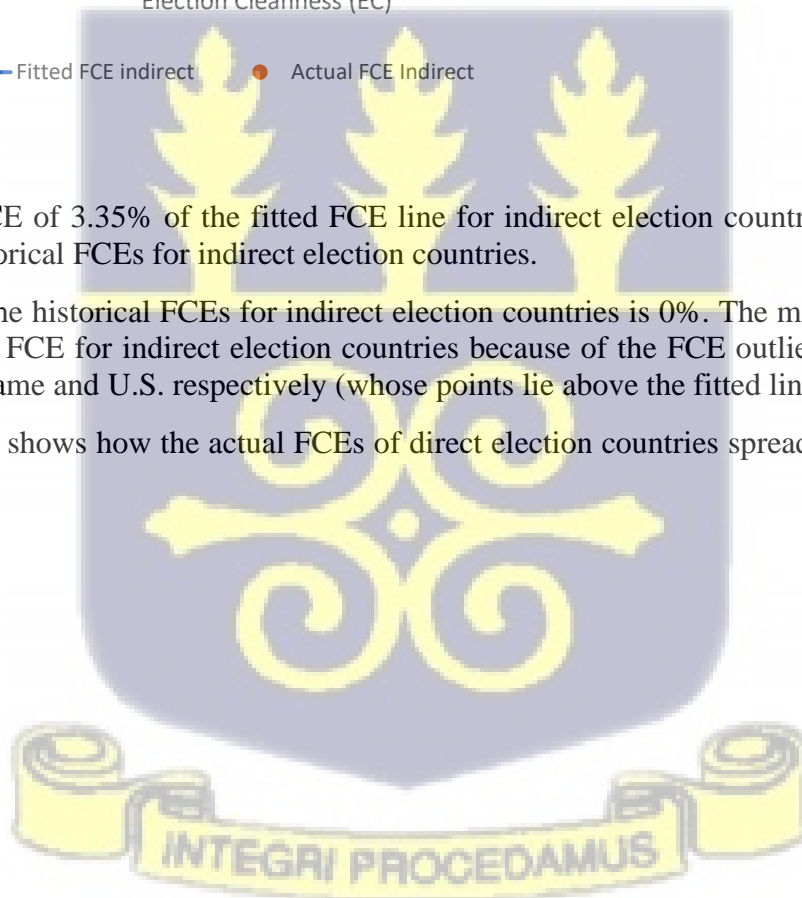 Election Cleanness (EC)
Fitted FCE indirect Actual FCE Indirect
CE of 3.35% of the fitted FCE line for indirect election countr
orical FCEs for indirect election countries.
he historical FCEs for indirect election countries is 0%. The m
FCE for indirect election countries because of the FCE outlie
ame and U.S. respectively (whose points lie above the fitted lin
shows how the actual FCEs of direct election countries spread
INTEGRI PROCEDAMUS